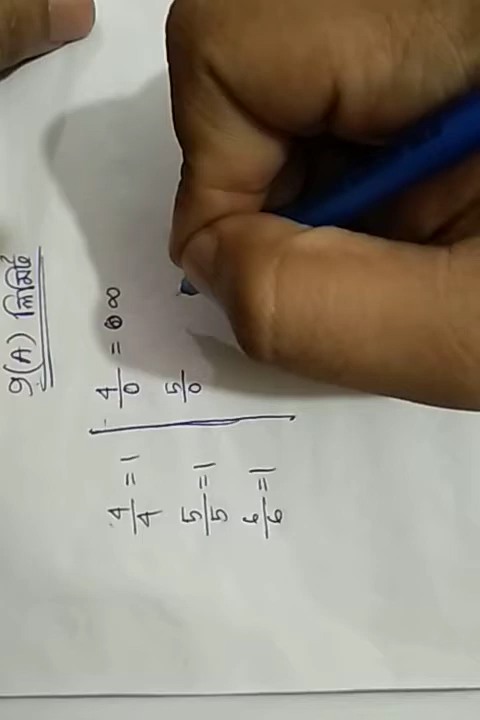 9(A) লিমিট
4/4 = 1 | 4/0 = ∞
5/5 = 1 | 5/0
6/6 = 1